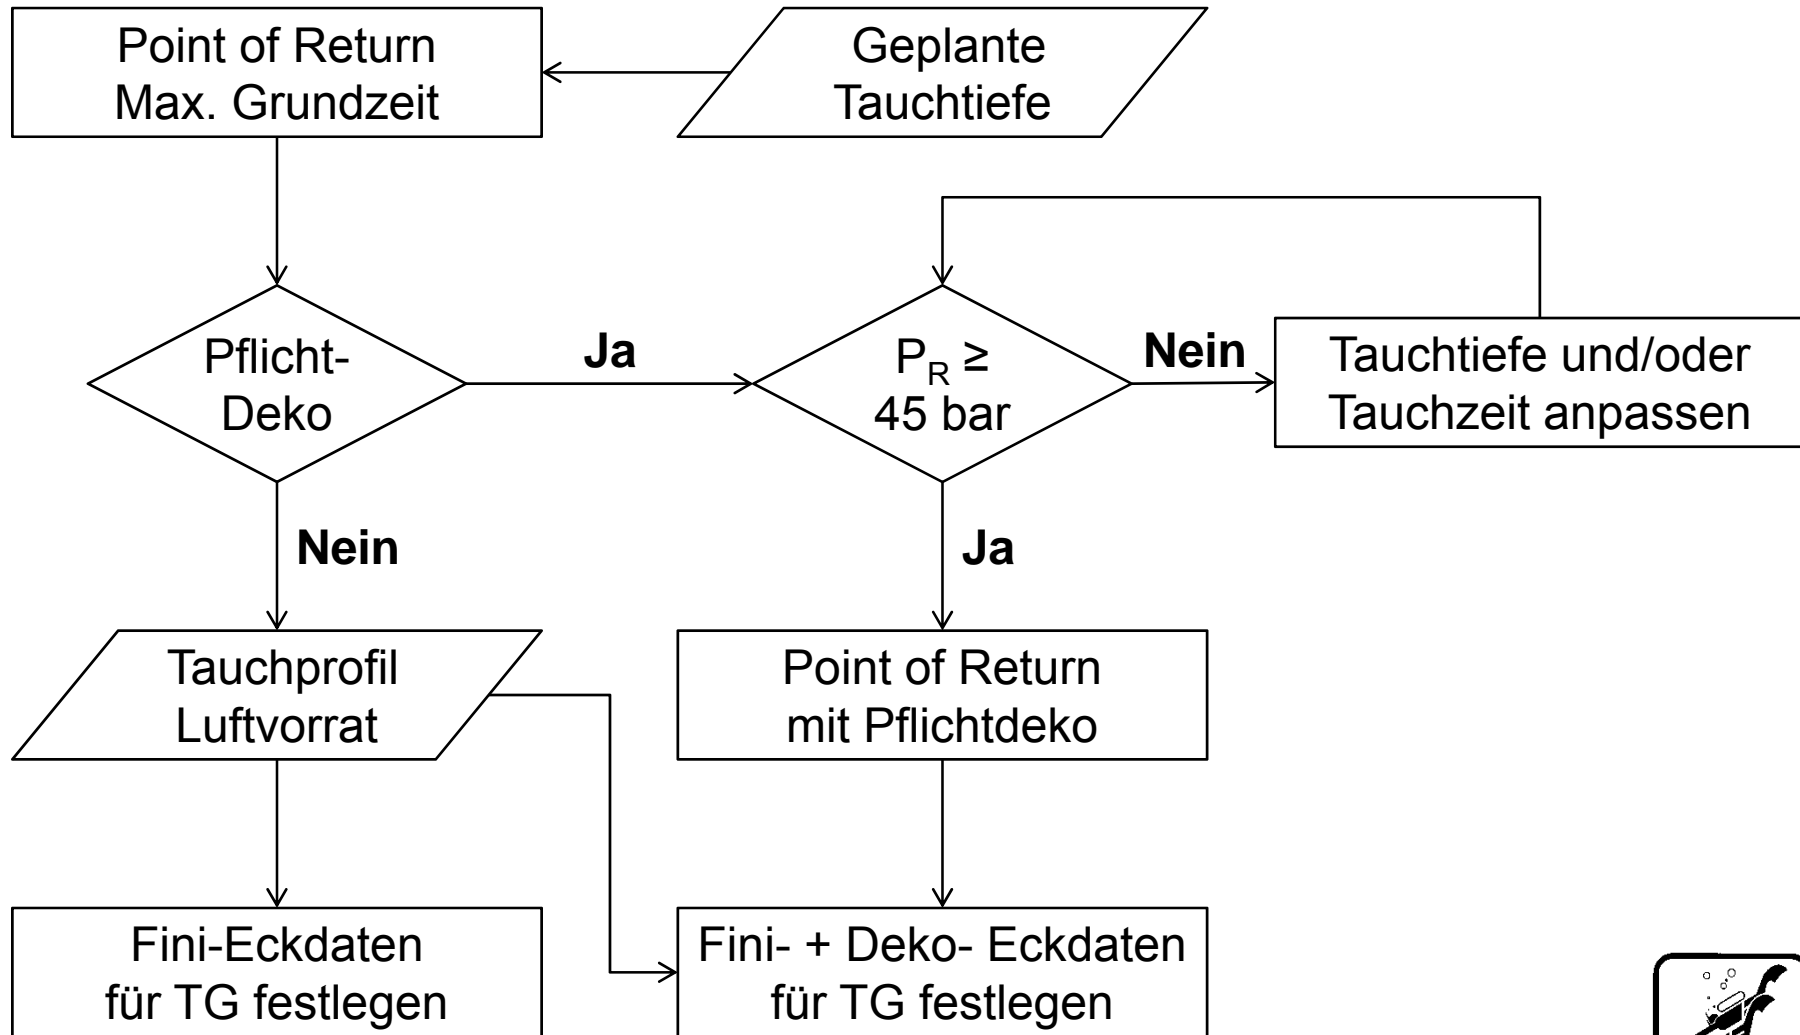 Point of Return
Max. Grundzeit
Geplante
Tauchtiefe
Pflicht-
Deko
Ja
P_R ≥
45 bar
Nein
Tauchtiefe und/oder
Tauchzeit anpassen
Nein
Ja
Tauchprofil
Luftvorrat
Point of Return
mit Pflichtdeko
Fini-Eckdaten
für TG festlegen
Fini- + Deko- Eckdaten
für TG festlegen